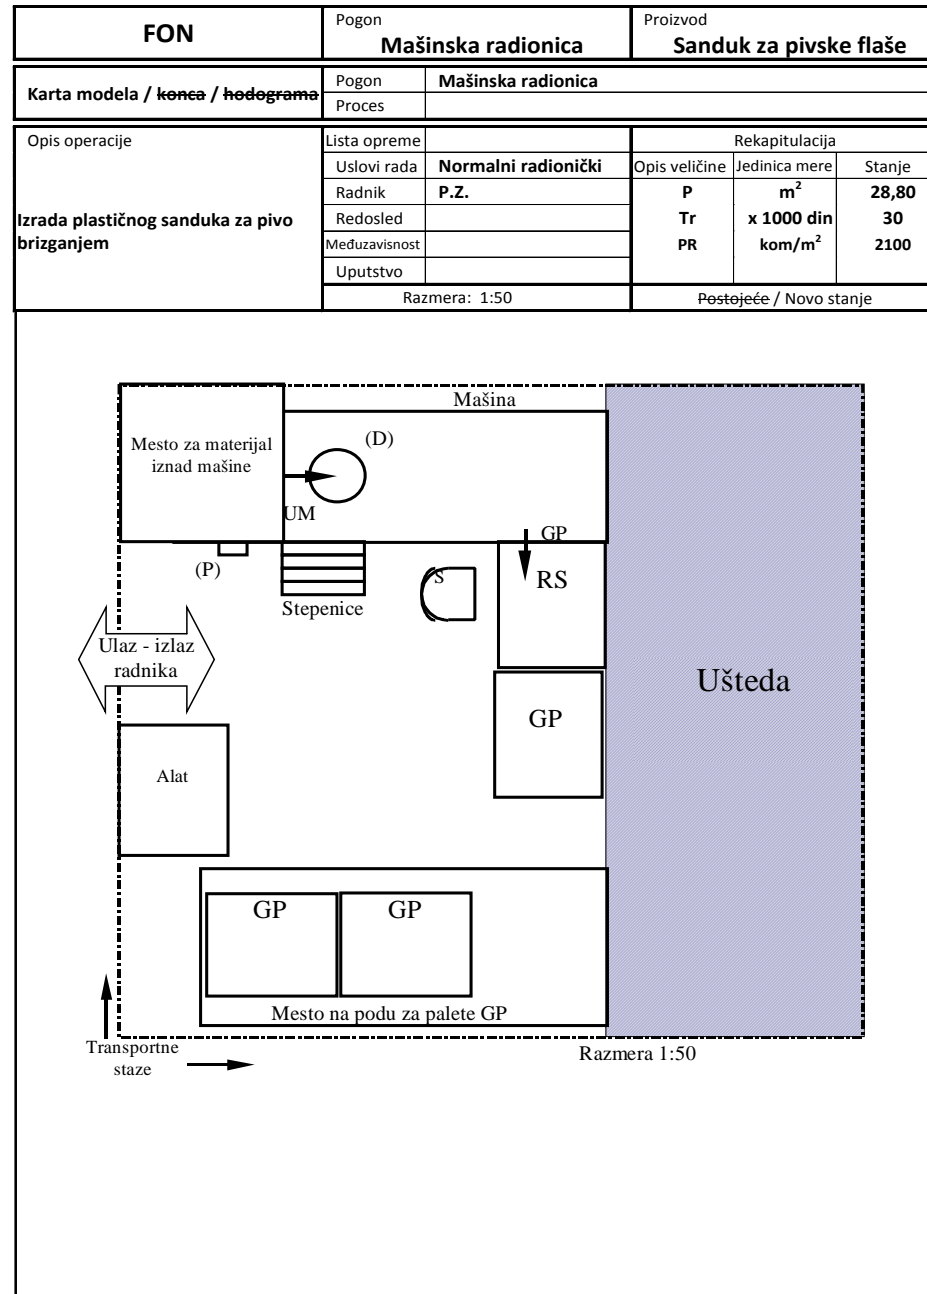 FON
Pogon
Mašinska radionica
Proizvod
Sanduk za pivske flaše
Karta modela / konca / hodograma
Pogon
Mašinska radionica
Proces
Opis operacije
Izrada plastičnog sanduka za pivo
brizganjem
Lista opreme
Uslovi rada
Normalni radionički
Radnik
P.Z.
Redosled
Međuzavisnost
Uputstvo
Razmera: 1:50
Rekapitulacija
Opis veličine Jedinica mere Stanje
P m² 28,80
Tr x 1000 din 30
PR kom/m² 2100
Postojeće / Novo stanje
Mašina
Mesto za materijal
iznad mašine
(D)
UM
GP
(P)
S
RS
Stepenice
Ulaz - izlaz
radnika
Ušteda
GP
Alat
GP
GP
Mesto na podu za palete GP
Transportne
staze
Razmera 1:50